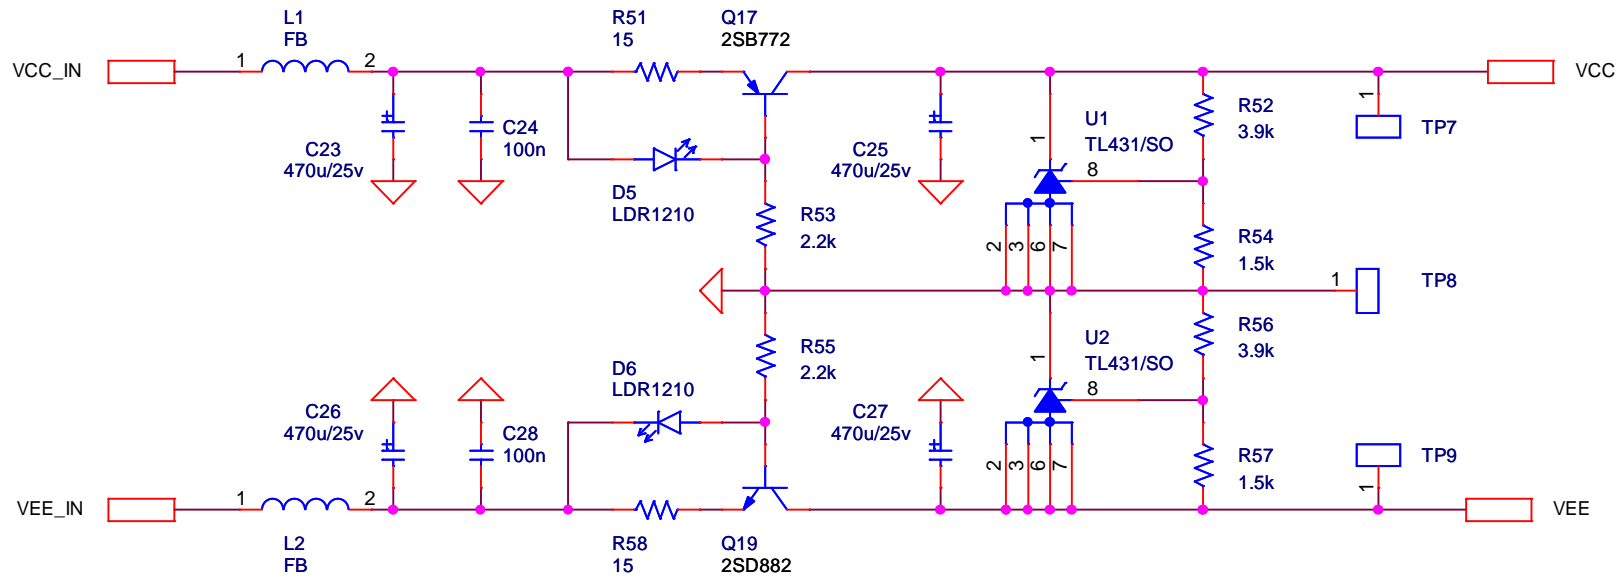 L1
FB
R51
15
Q17
2SB772
VCC_IN
1
2
VCC
C23
470u/25v
C24
100n
D5
LDR1210
R53
2.2k
C25
470u/25v
U1
TL431/SO
1
8
2
3
6
7
R52
3.9k
R54
1.5k
1
TP7
1
TP8
R55
2.2k
D6
LDR1210
C26
470u/25v
C28
100n
C27
470u/25v
U2
TL431/SO
1
8
2
3
6
7
R56
3.9k
R57
1.5k
TP9
1
VEE_IN
1
2
VEE
L2
FB
R58
15
Q19
2SD882